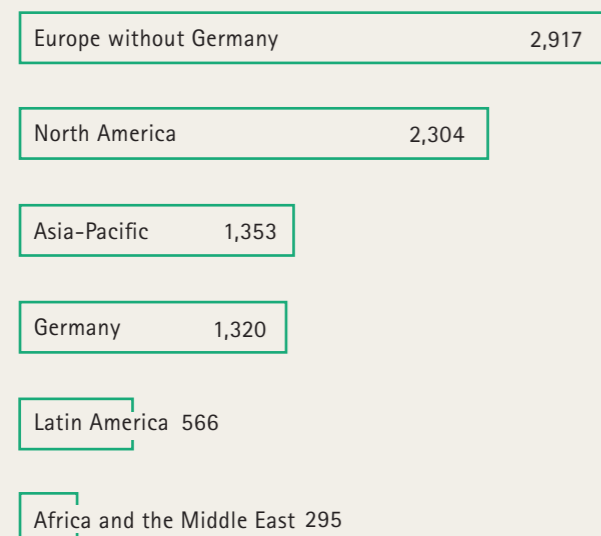 Europe without Germany 2,917
North America 2,304
Asia-Pacific 1,353
Germany 1,320
Latin America 566
Africa and the Middle East 295